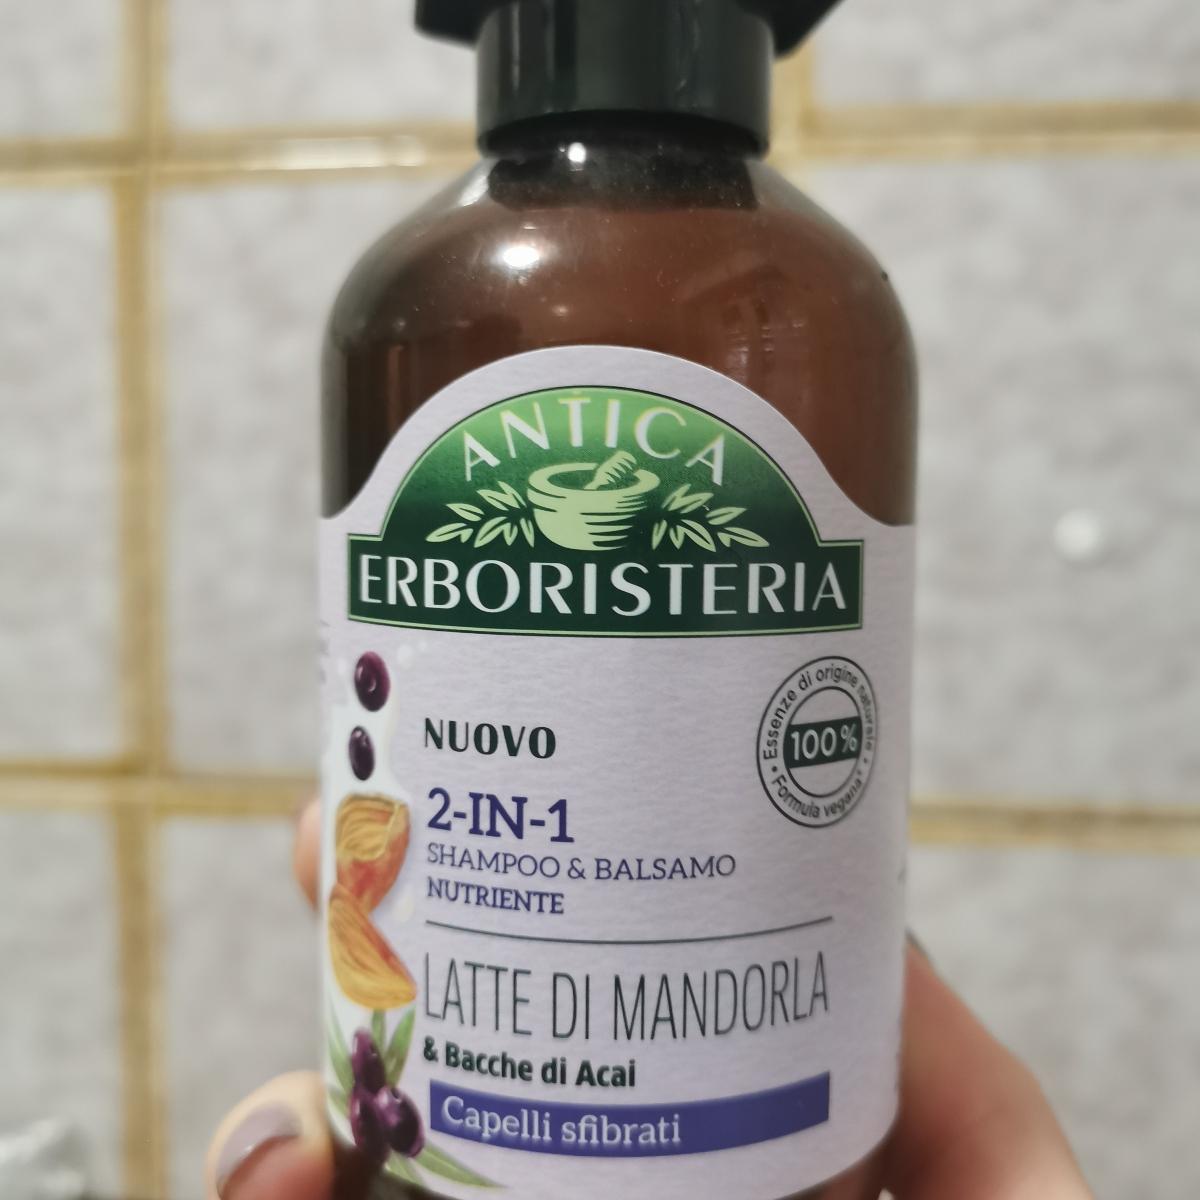 ANTICA
ERBORISTERIA
• Essenze di origine naturale •
100%
Formula vegana
NUOVO
2-IN-1
SHAMPOO & BALSAMO
NUTRIENTE
LATTE DI MANDORLA
& Bacche di Acai
Capelli sfibrati